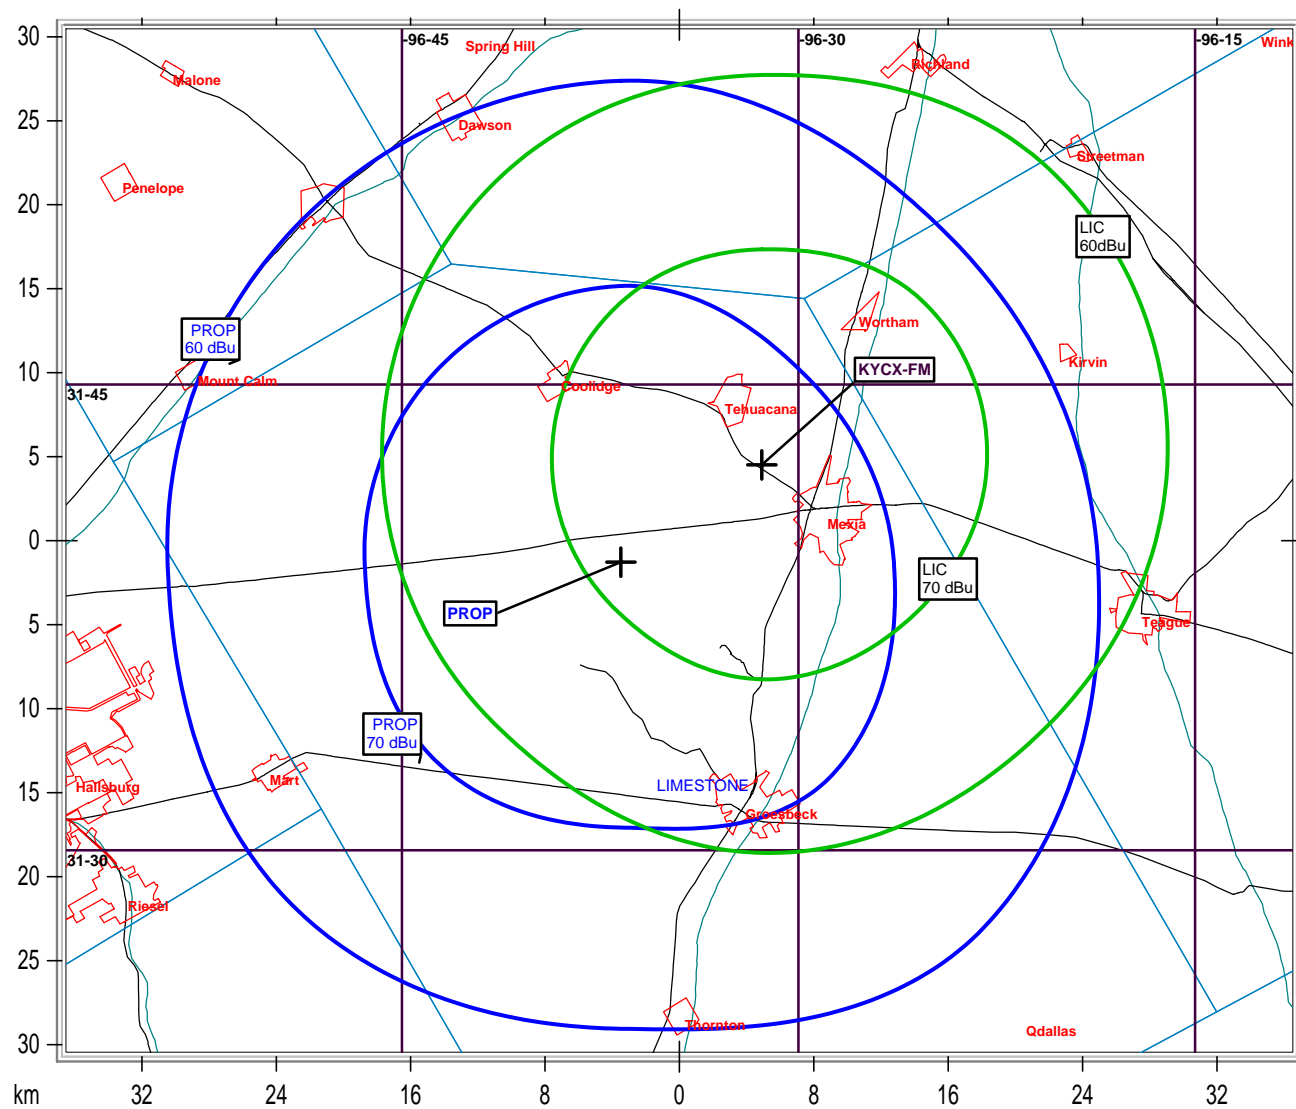 30
-96-45
Spring Hill
-96-30
-96-15
Wink
Malone
Richland
25
Dawson
Streetman
Penelope
20
LIC
60dBu
15
Wortham
PROP
60 dBu
10
Mount Calm
Coolidge
KYCX-FM
Kirvin
31-45
Tehuacana
5
Mexia
0
LIC
70 dBu
PROP
5
Teague
10
PROP
70 dBu
Hallsburg
Mart
LIMESTONE
15
Groesbeck
31-30
20
Riesel
25
Thornton
Qdallas
30
km
32
24
16
8
0
8
16
24
32